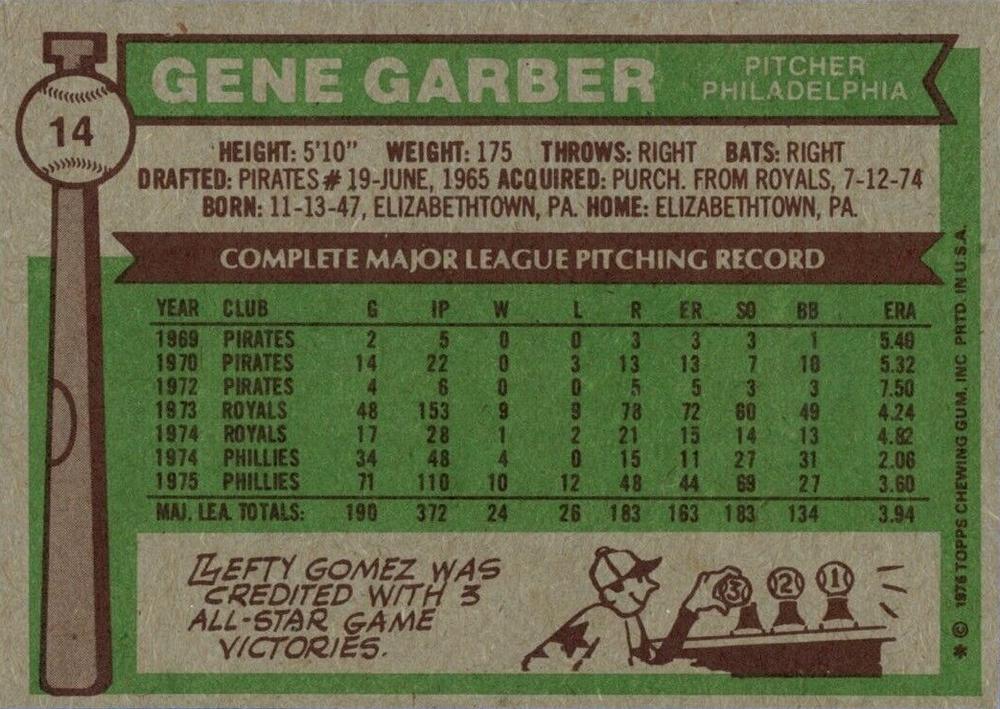 14
GENE GARBER
PITCHER
PHILADELPHIA
HEIGHT: 5'10" WEIGHT: 175 THROWS: RIGHT BATS: RIGHT
DRAFTED: PIRATES # 19-JUNE, 1965 ACQUIRED: PURCH. FROM ROYALS, 7-12-74
BORN: 11-13-47, ELIZABETHTOWN, PA. HOME: ELIZABETHTOWN, PA.
COMPLETE MAJOR LEAGUE PITCHING RECORD
YEAR CLUB G IP W L R ER SO BB ERA
1969 PIRATES 2 5 0 0 3 3 3 1 5.40
1970 PIRATES 14 22 0 3 13 13 7 10 5.32
1972 PIRATES 4 6 0 0 5 5 3 3 7.50
1973 ROYALS 48 153 9 9 78 72 60 49 4.24
1974 ROYALS 17 28 1 2 21 15 14 13 4.82
1974 PHILLIES 34 48 4 0 15 11 27 31 2.06
1975 PHILLIES 71 110 10 12 48 44 69 27 3.60
MAJ. LEA. TOTALS: 190 372 24 26 183 163 183 134 3.94
LEFTY GOMEZ WAS
CREDITED WITH 3
ALL-STAR GAME
VICTORIES.
3 2 1
* © 1976 TOPPS CHEWING GUM, INC PRTD. IN U.S.A.